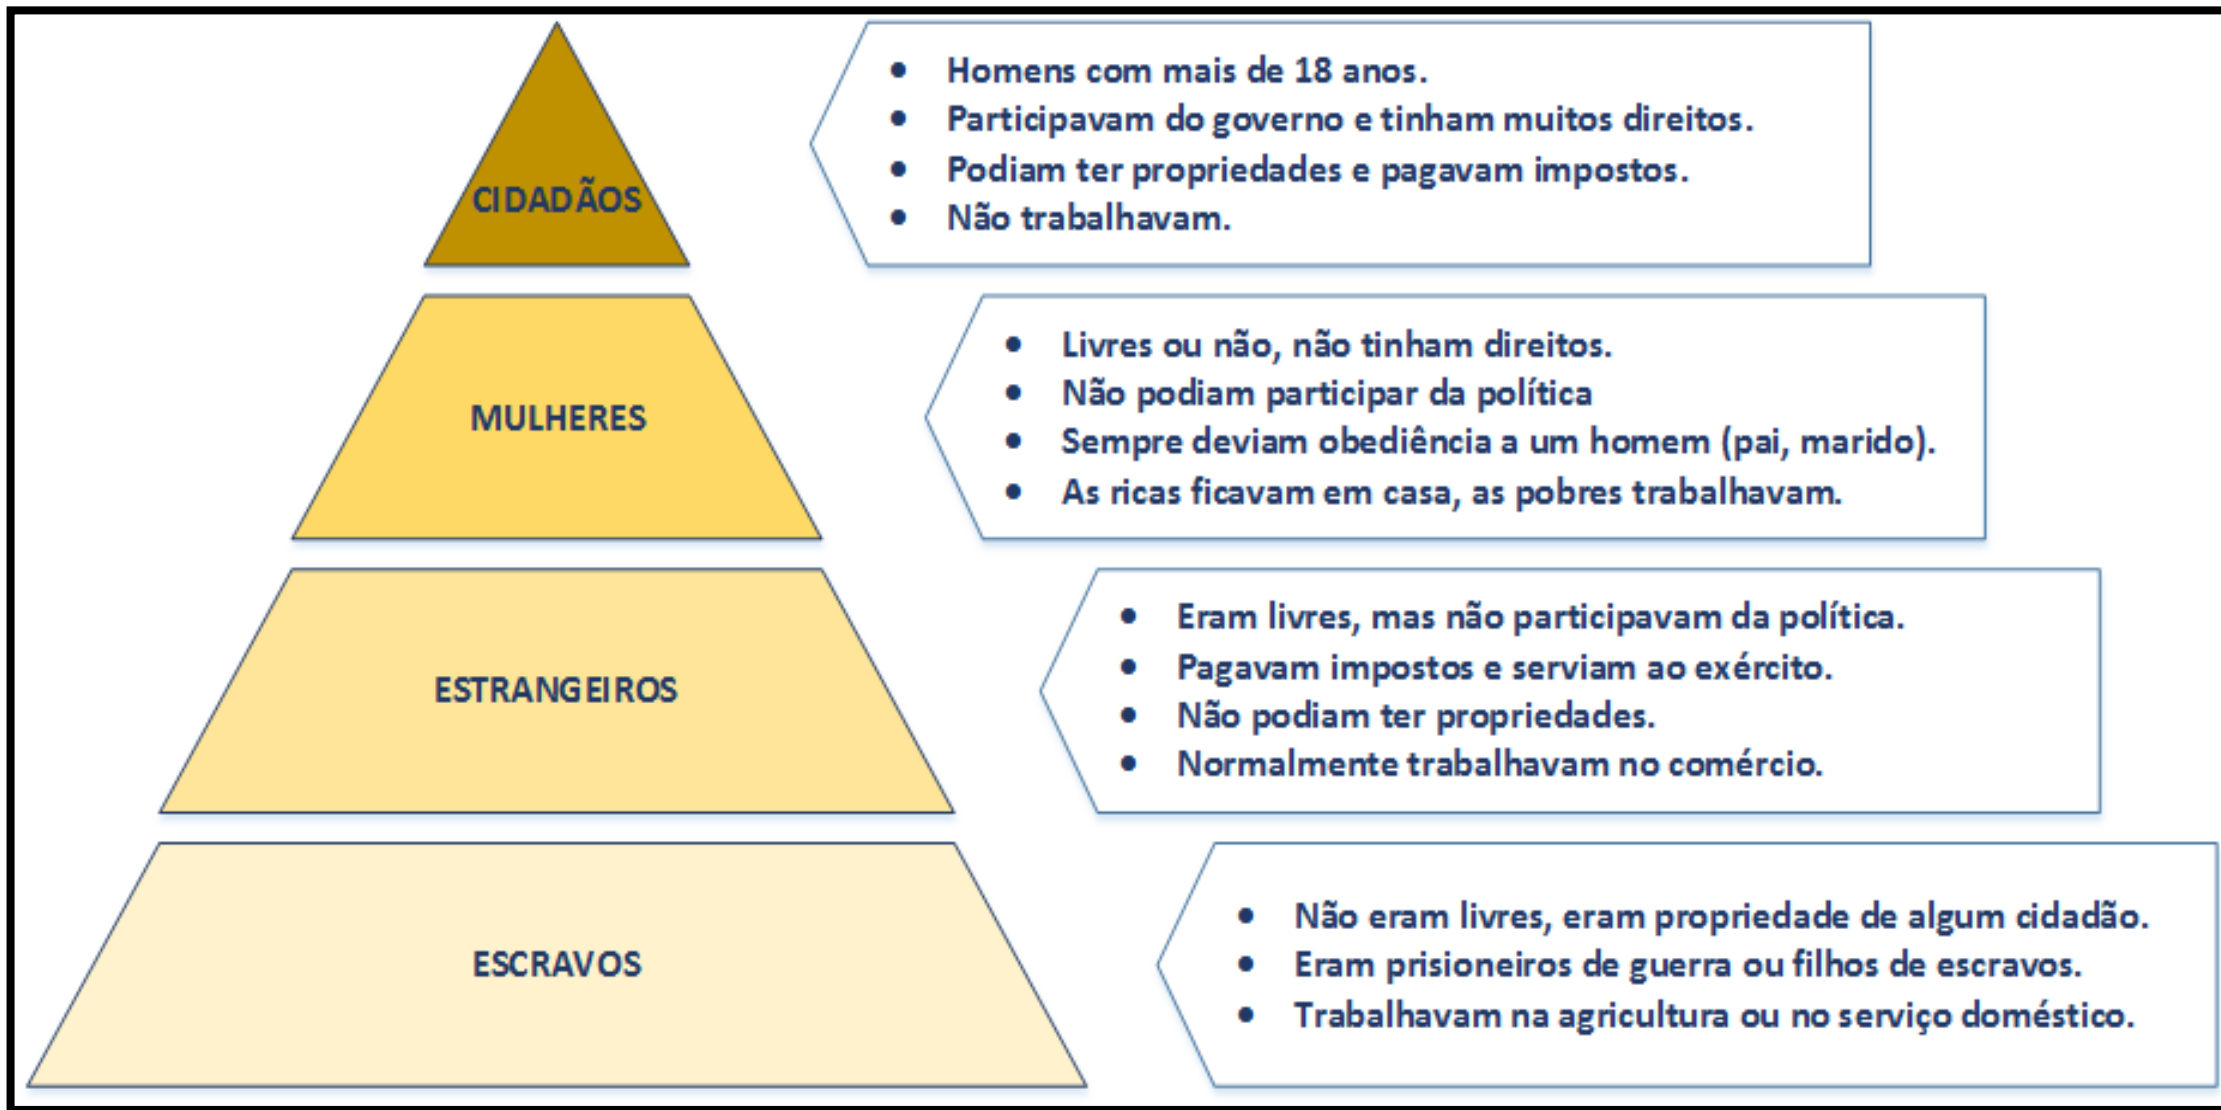 CIDADÃOS
• Homens com mais de 18 anos.
• Participavam do governo e tinham muitos direitos.
• Podiam ter propriedades e pagavam impostos.
• Não trabalhavam.
MULHERES
• Livres ou não, não tinham direitos.
• Não podiam participar da política
• Sempre deviam obediência a um homem (pai, marido).
• As ricas ficavam em casa, as pobres trabalhavam.
ESTRANGEIROS
• Eram livres, mas não participavam da política.
• Pagavam impostos e serviam ao exército.
• Não podiam ter propriedades.
• Normalmente trabalhavam no comércio.
ESCRAVOS
• Não eram livres, eram propriedade de algum cidadão.
• Eram prisioneiros de guerra ou filhos de escravos.
• Trabalhavam na agricultura ou no serviço doméstico.